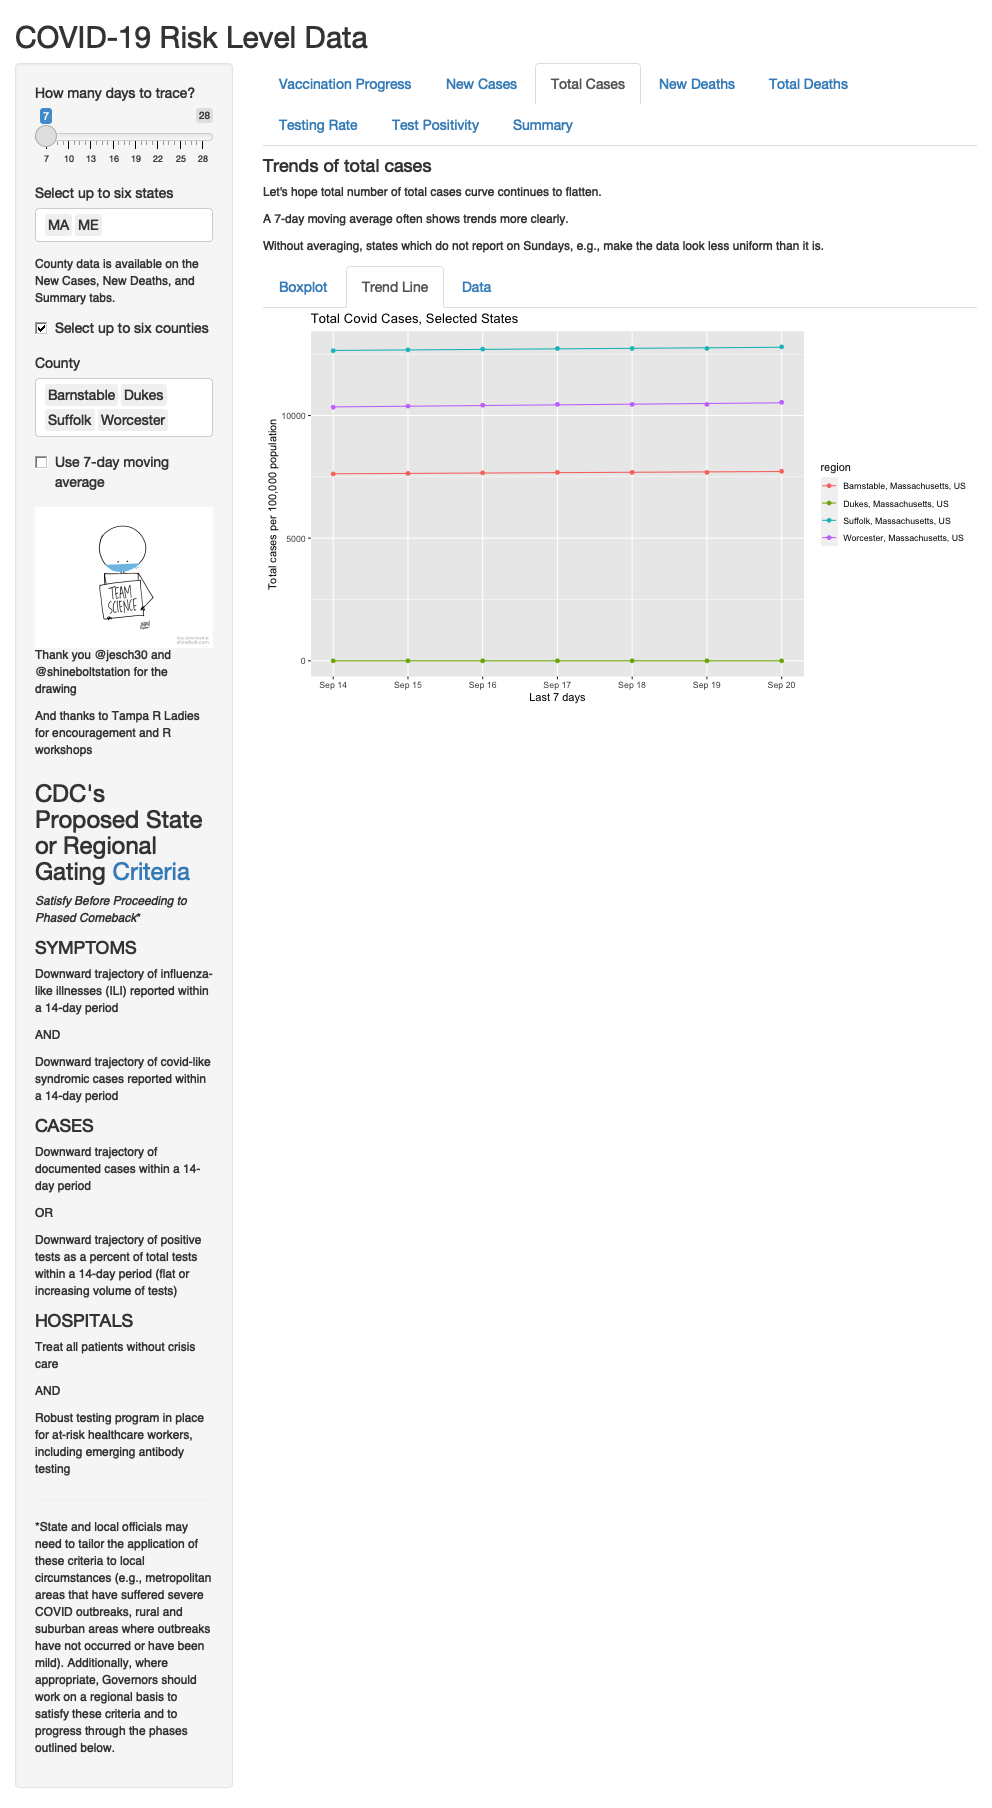 COVID-19 Risk Level Data
How many days to trace?
7
28
7 10 13 16 19 22 25 28
Select up to six states
MA ME
County data is available on the
New Cases, New Deaths, and
Summary tabs.
Select up to six counties
County
Barnstable Dukes
Suffolk Worcester
Use 7-day moving
average
TEAM
SCIENCE
Thank you @jesch30 and
@shineboltstation for the
drawing
And thanks to Tampa R Ladies
for encouragement and R
workshops
CDC's
Proposed State
or Regional
Gating Criteria
Satisfy Before Proceeding to
Phased Comeback*
SYMPTOMS
Downward trajectory of influenza-
like illnesses (ILI) reported within
a 14-day period
AND
Downward trajectory of covid-like
syndromic cases reported within
a 14-day period
CASES
Downward trajectory of
documented cases within a 14-
day period
OR
Downward trajectory of positive
tests as a percent of total tests
within a 14-day period (flat or
increasing volume of tests)
HOSPITALS
Treat all patients without crisis
care
AND
Robust testing program in place
for at-risk healthcare workers,
including emerging antibody
testing
*State and local officials may
need to tailor the application of
these criteria to local
circumstances (e.g., metropolitan
areas that have suffered severe
COVID outbreaks, rural and
suburban areas where outbreaks
have not occurred or have been
mild). Additionally, where
appropriate, Governors should
work on a regional basis to
satisfy these criteria and to
progress through the phases
outlined below.
Vaccination Progress New Cases Total Cases New Deaths Total Deaths
Testing Rate Test Positivity Summary
Trends of total cases
Let's hope total number of total cases curve continues to flatten.
A 7-day moving average often shows trends more clearly.
Without averaging, states which do not report on Sundays, e.g., make the data look less uniform than it is.
Boxplot Trend Line Data
Total Covid Cases, Selected States
Total cases per 100,000 population
10000
5000
0
Sep 14 Sep 15 Sep 16 Sep 17 Sep 18 Sep 19 Sep 20
Last 7 days
region
Barnstable, Massachusetts, US
Dukes, Massachusetts, US
Suffolk, Massachusetts, US
Worcester, Massachusetts, US